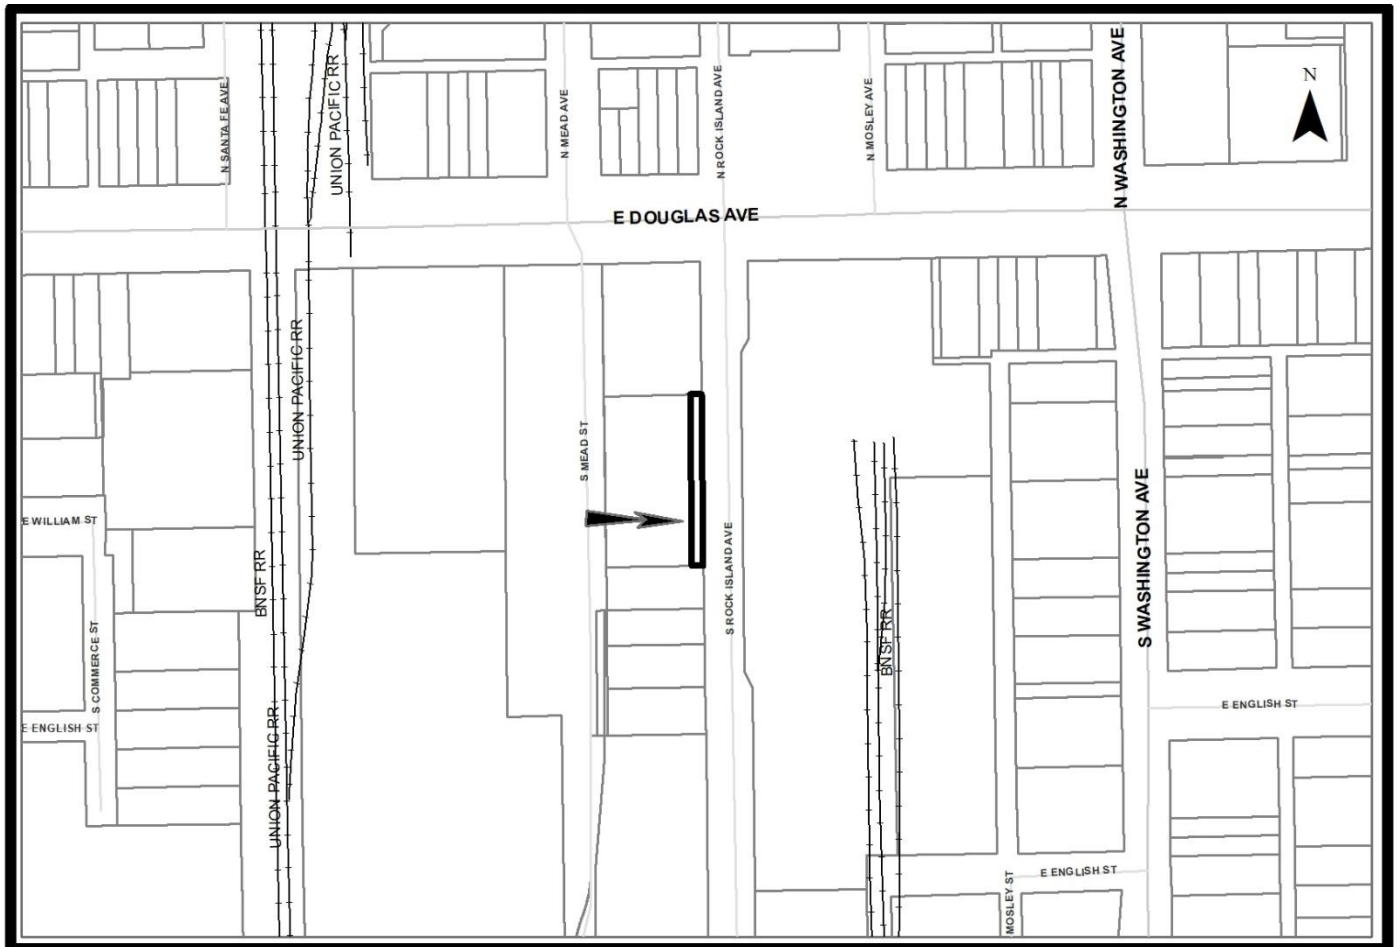 N
N SANTA FE AVE
UNION PACIFIC RR
N MEAD AVE
N ROCK ISLAND AVE
N MOSLEY AVE
N WASHINGTON AVE
E DOUGLAS AVE
UNION PACIFIC RR
S MEAD ST
E WILLIAM ST
BNSF RR
S ROCK ISLAND AVE
S WASHINGTON AVE
BNSF RR
S COMMERCE ST
E ENGLISH ST
UNION PACIFIC RR
E ENGLISH ST
E ENGLISH ST
MOSLEY ST